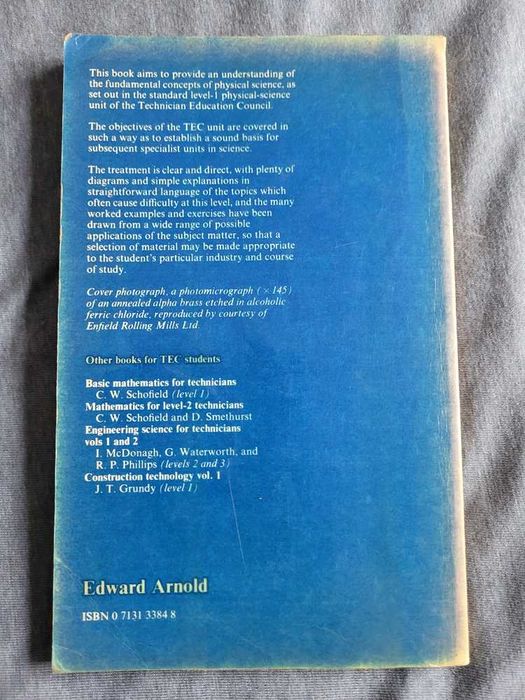 This book aims to provide an understanding of
the fundamental concepts of physical science, as
set out in the standard level-1 physical-science
unit of the Technician Education Council.
The objectives of the TEC unit are covered in
such a way as to establish a sound basis for
subsequent specialist units in science.
The treatment is clear and direct, with plenty of
diagrams and simple explanations in
straightforward language of the topics which
often cause difficulty at this level, and the many
worked examples and exercises have been
drawn from a wide range of possible
applications of the subject matter, so that a
selection of material may be made appropriate
to the student's particular industry and course
of study.
Cover photograph, a photomicrograph (× 145)
of an annealed alpha brass etched in alcoholic
ferric chloride, reproduced by courtesy of
Enfield Rolling Mills Ltd.
Other books for TEC students
Basic mathematics for technicians
C. W. Schofield (level 1)
Mathematics for level-2 technicians
C. W. Schofield and D. Smethurst
Engineering science for technicians
vols 1 and 2
I. McDonagh, G. Waterworth, and
R. P. Phillips (levels 2 and 3)
Construction technology vol. 1
J. T. Grundy (level 1)
Edward Arnold
ISBN 0 7131 3384 8